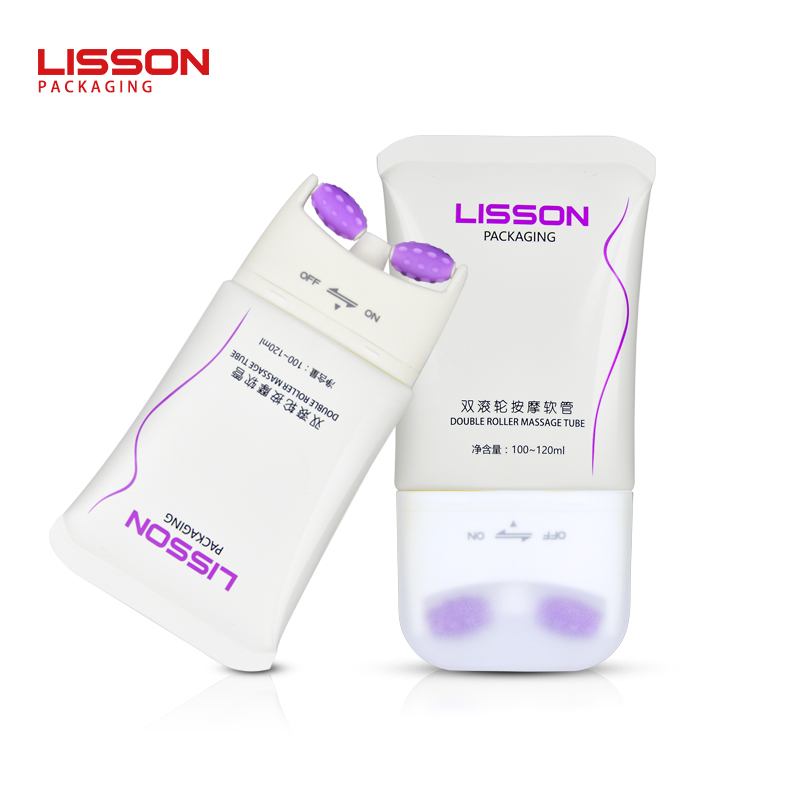 LISSON
PACKAGING
LISSON
PACKAGING
双滚轮按摩软管
DOUBLE ROLLER MASSAGE TUBE
净含量：100~120ml
OFF ON
OFF ON
净含量：100~120ml
DOUBLE ROLLER MASSAGE TUBE
双滚轮按摩软管
PACKAGING
LISSON